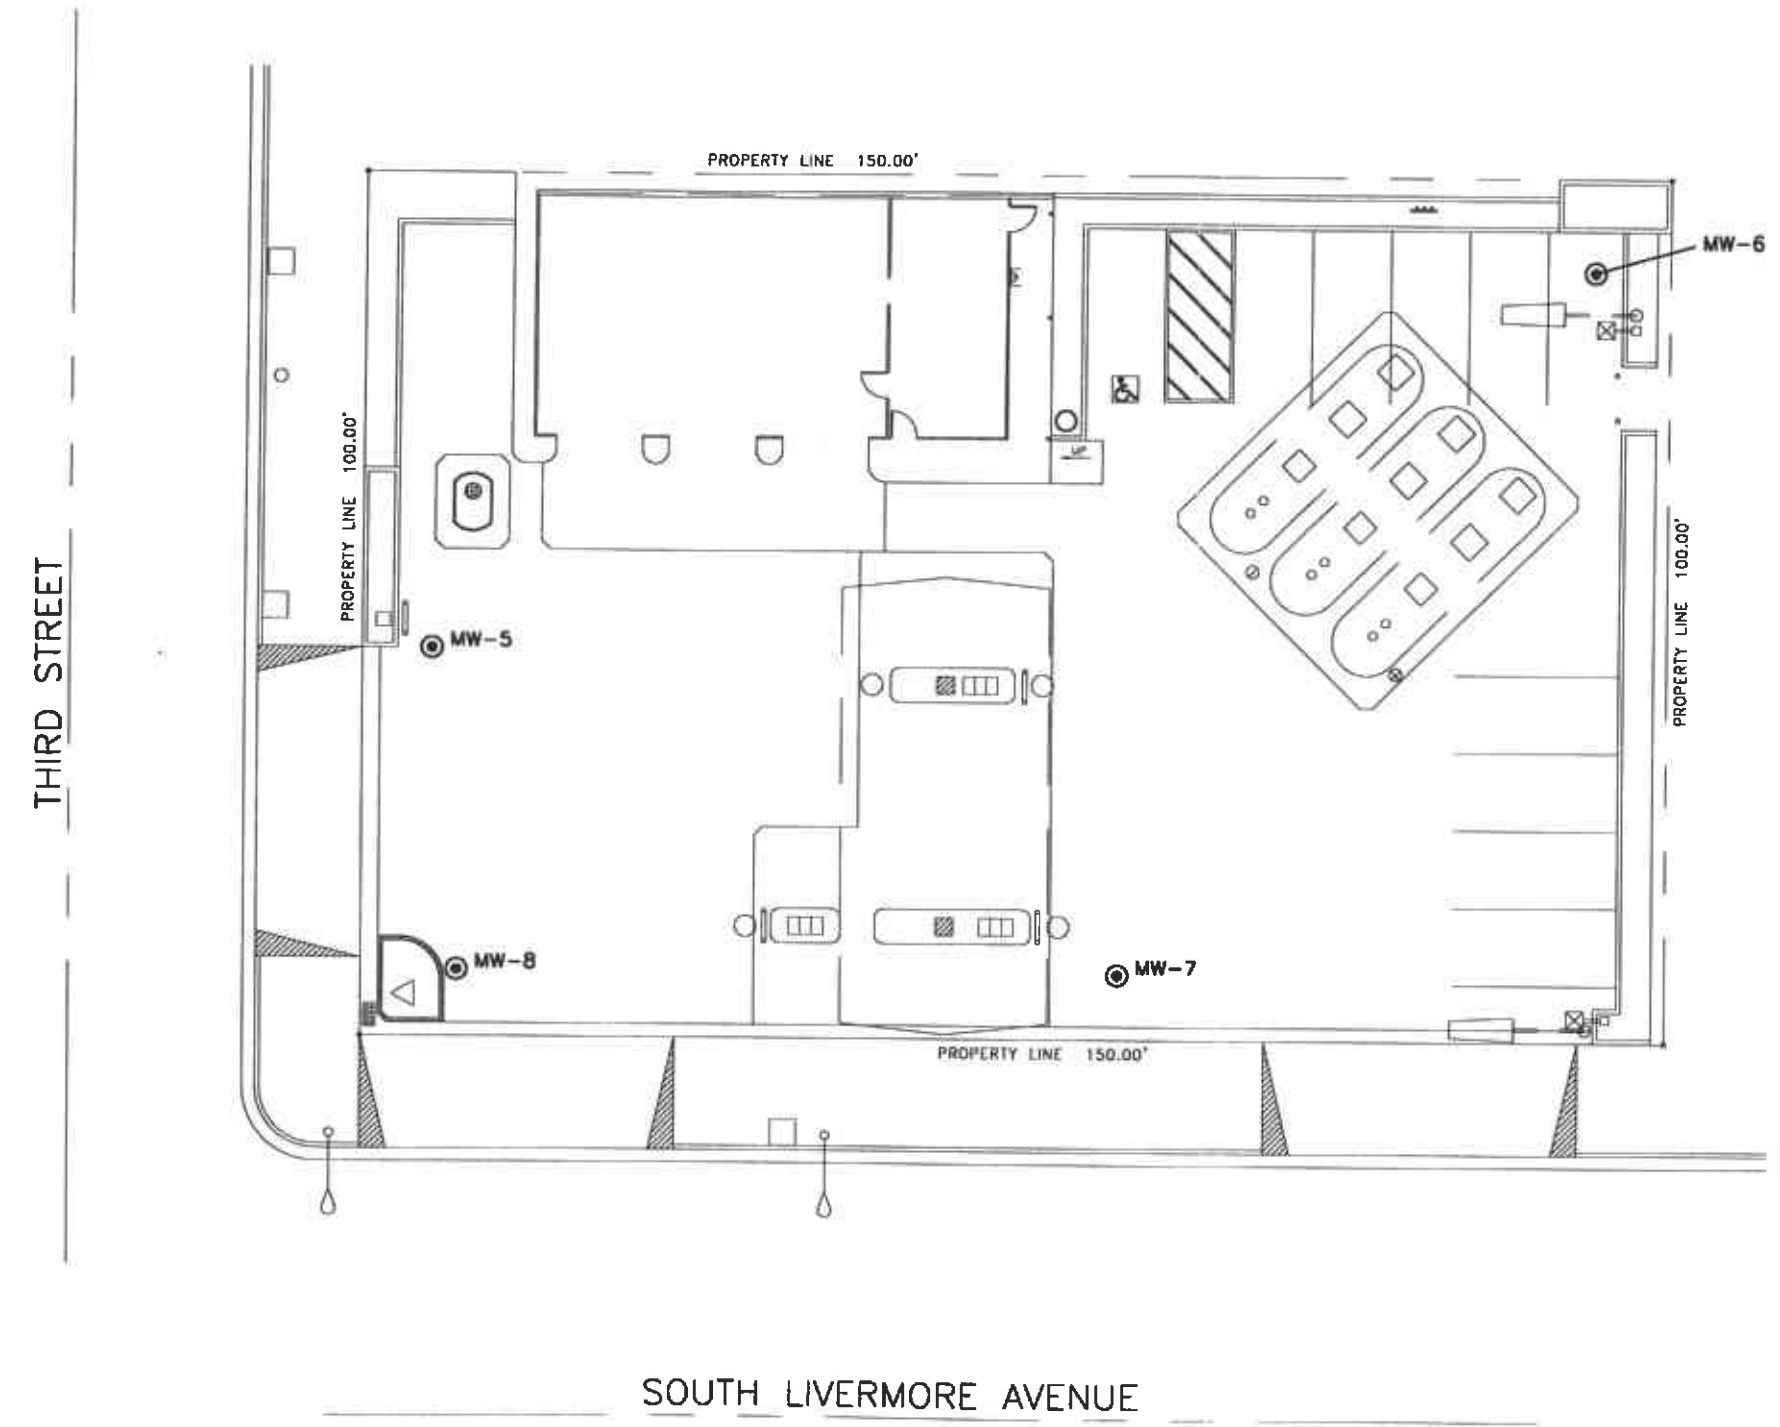 PROPERTY LINE 150.00'
MW-6
PROPERTY LINE 100.00'
UP
THIRD STREET
MW-5
PROPERTY LINE 100.00'
MW-8
MW-7
PROPERTY LINE 150.00'
SOUTH LIVERMORE AVENUE